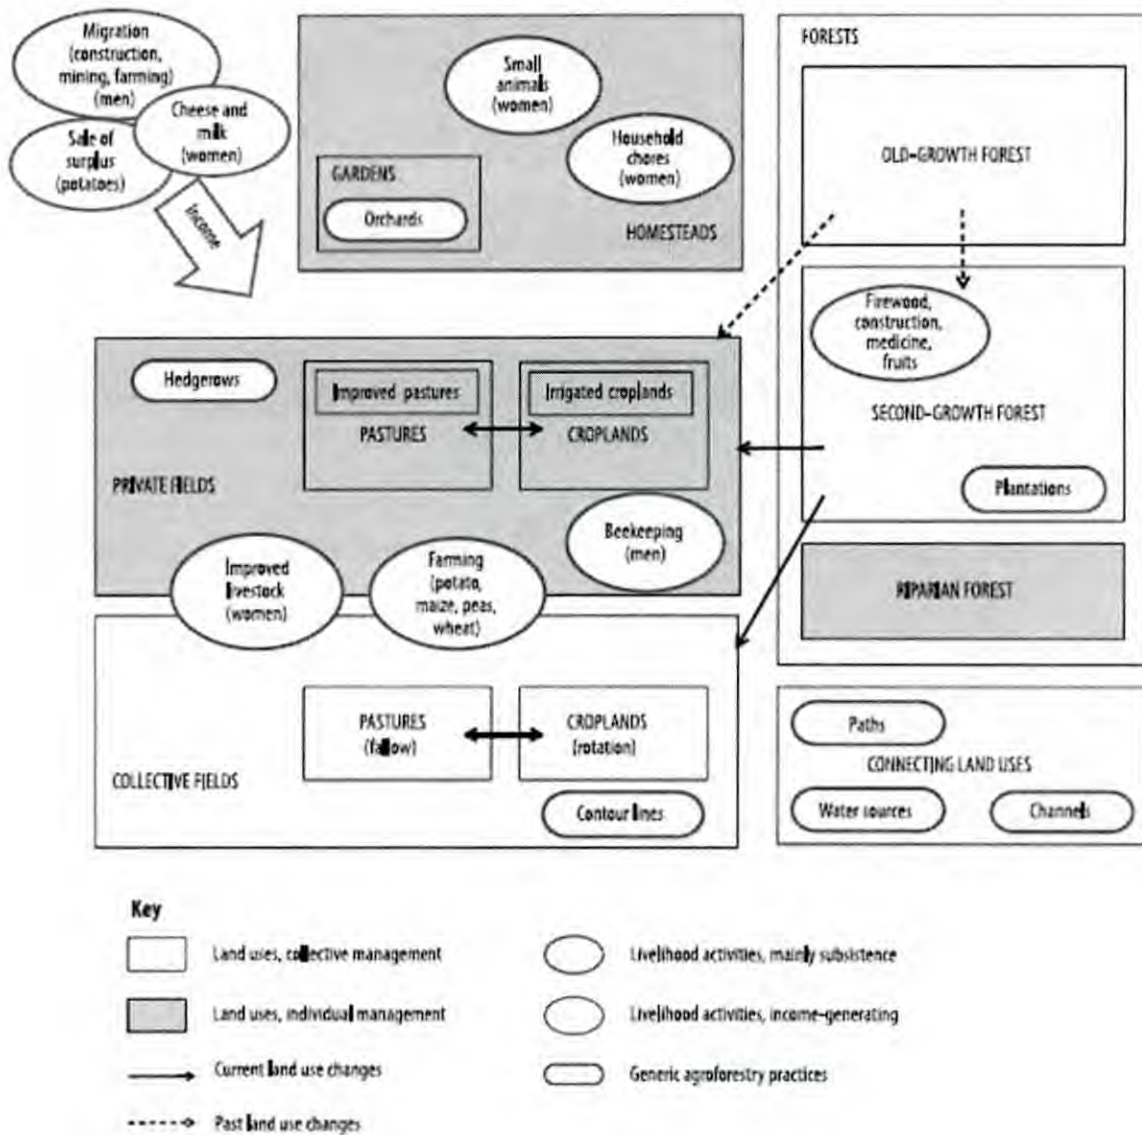 Migration
(construction,
mining, farming)
(men)
Cheese and
milk
(women)
Sale of
surplus
(potatoes)
Income
Small
animals
(women)
Household
chores
(women)
GARDENS
Orchards
HOMESTEADS
FORESTS
OLD-GROWTH FOREST
Firewood,
construction,
medicine,
fruits
SECOND-GROWTH FOREST
Plantations
RIPARIAN FOREST
Hedgerows
Improved pastures
PASTURES
Irrigated croplands
CROPLANDS
PRIVATE FIELDS
Beekeeping
(men)
Improved
livestock
(women)
Farming
(potato,
maize, peas,
wheat)
PASTURES
(fallow)
CROPLANDS
(rotation)
COLLECTIVE FIELDS
Contour lines
Paths
CONNECTING LAND USES
Water sources
Channels
Key
Land uses, collective management
Land uses, individual management
Current land use changes
Past land use changes
Livelihood activities, mainly subsistence
Livelihood activities, income-generating
Generic agroforestry practices